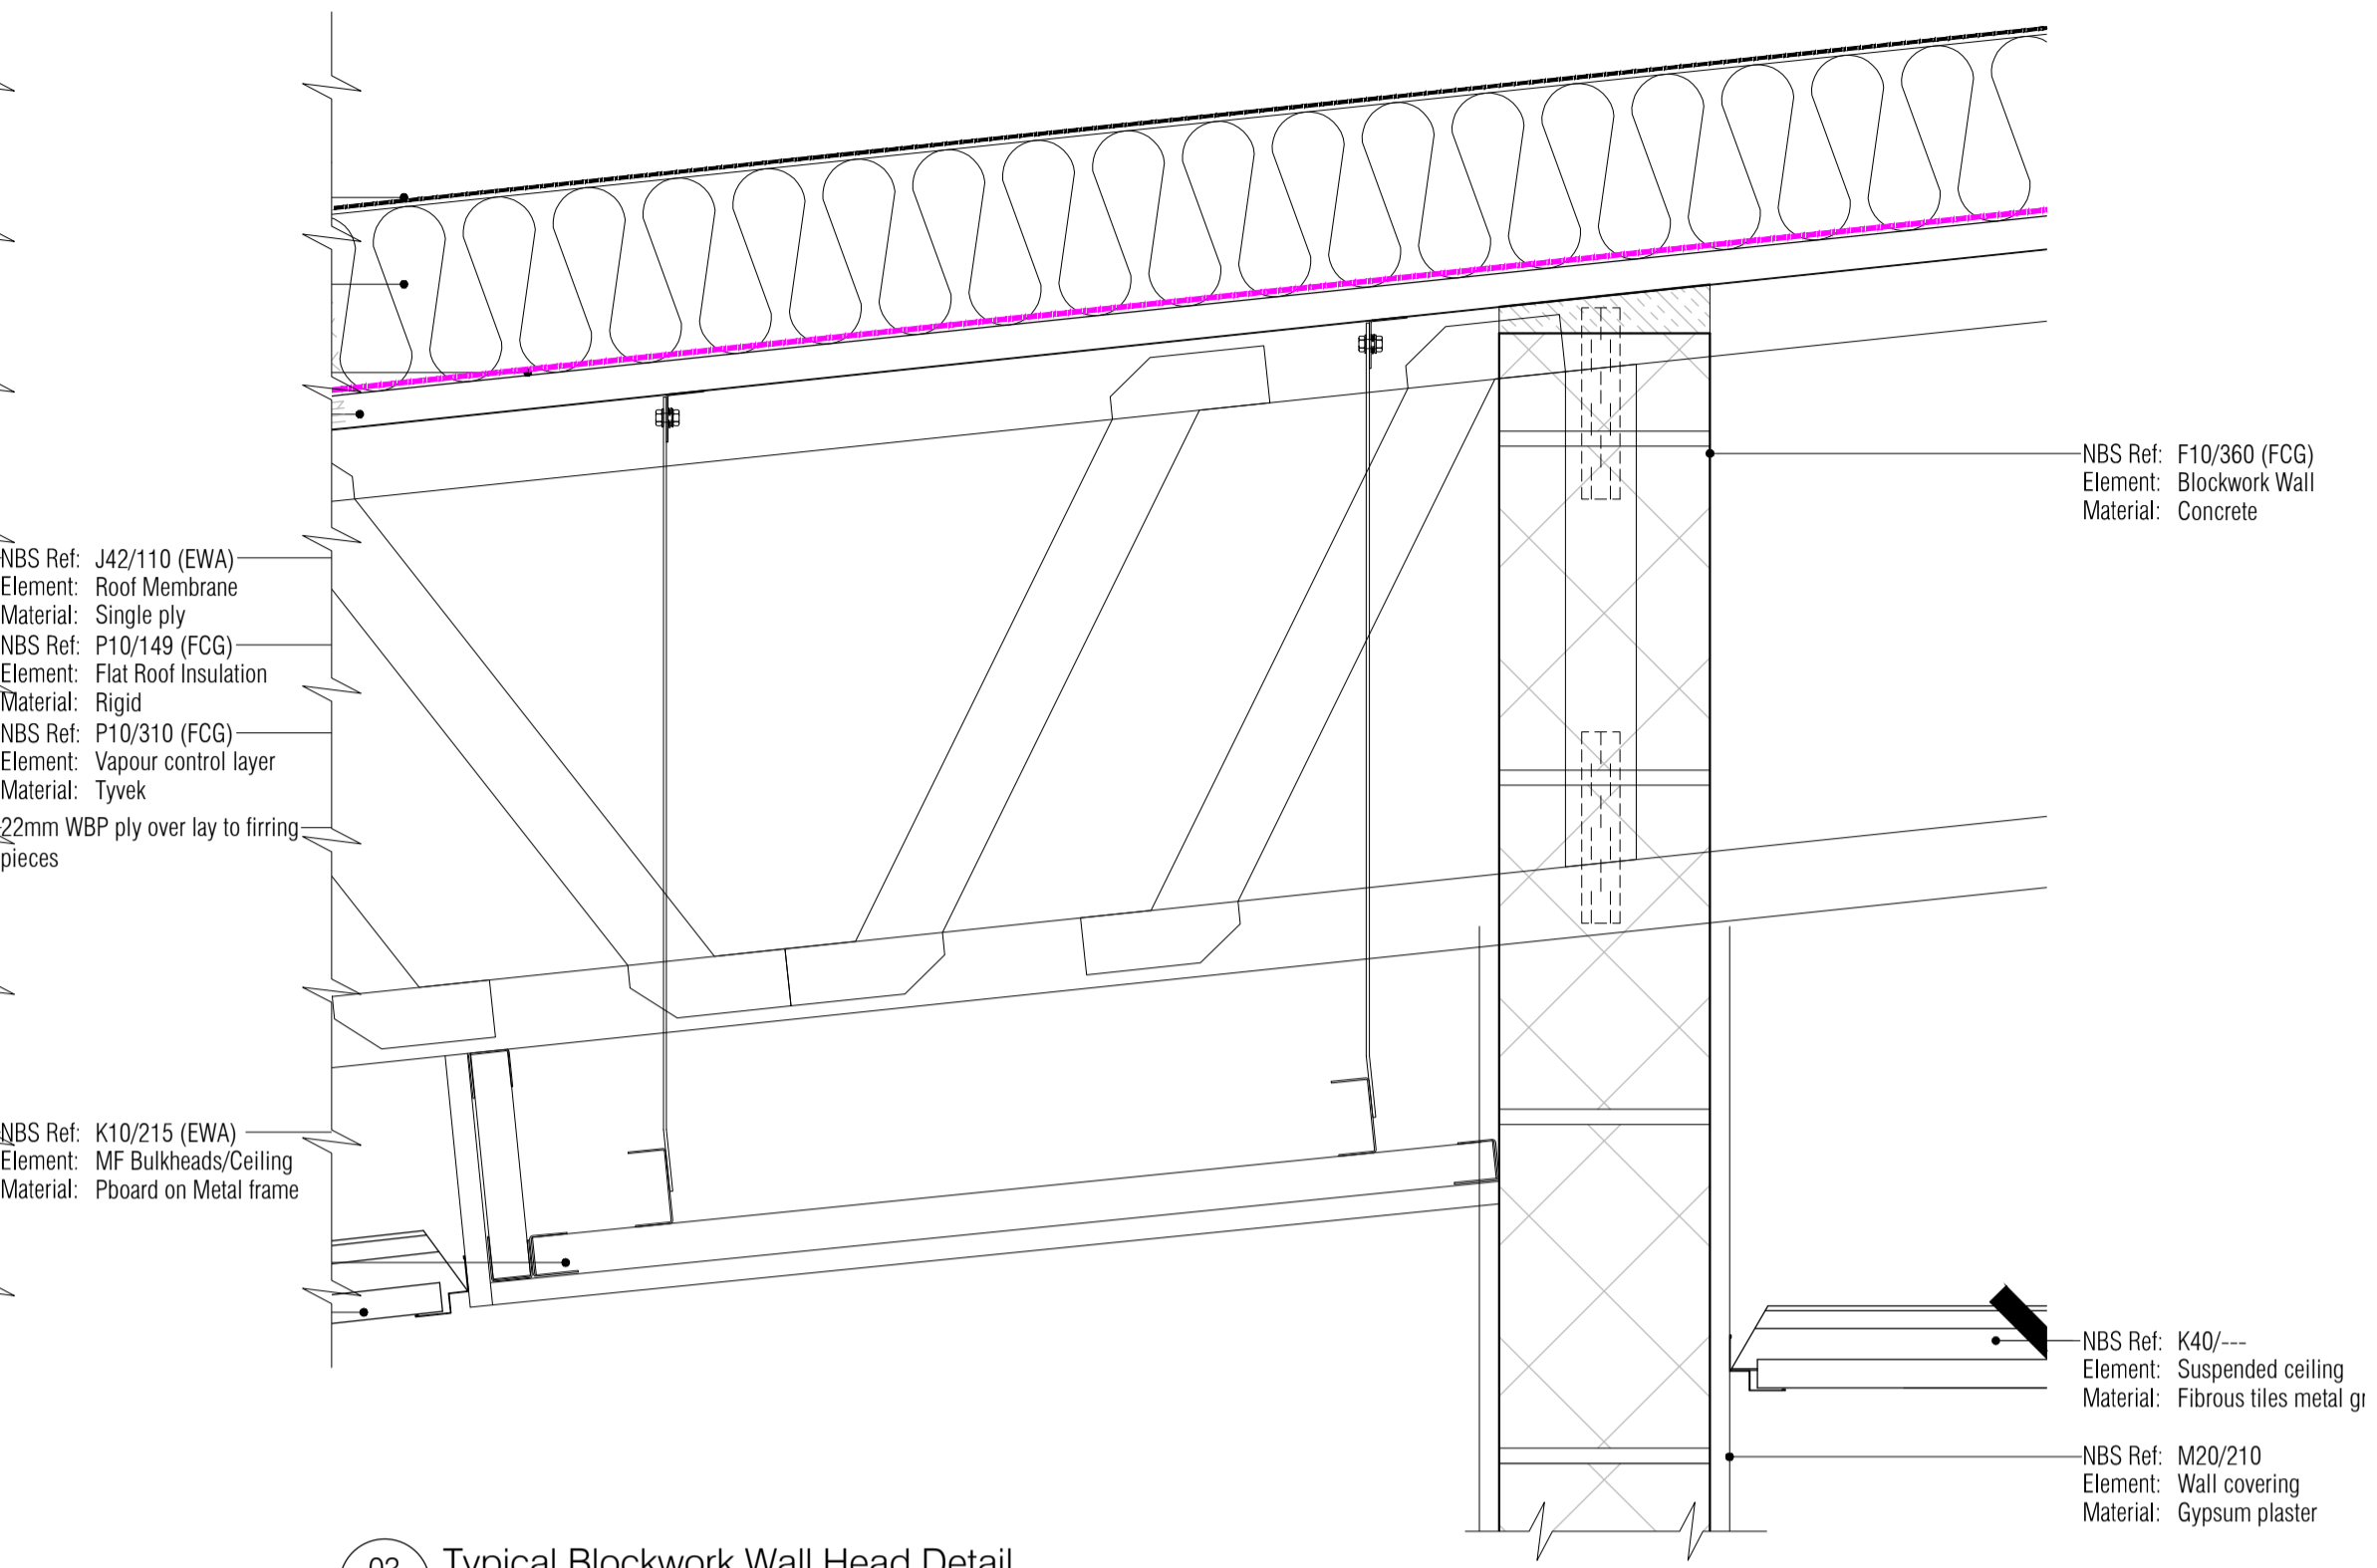 NBS Ref: J42/110 (EWA)
Element: Roof Membrane
Material: Single ply
NBS Ref: P10/149 (FCG)
Element: Flat Roof Insulation
Material: Rigid
NBS Ref: P10/310 (FCG)
Element: Vapour control layer
Material: Tyvek
22mm WBP ply over lay to firring
pieces
NBS Ref: K10/215 (EWA)
Element: MF Bulkheads/Ceiling
Material: Pboard on Metal frame
NBS Ref: F10/360 (FCG)
Element: Blockwork Wall
Material: Concrete
NBS Ref: K40/---
Element: Suspended ceiling
Material: Fibrous tiles metal gr
NBS Ref: M20/210
Element: Wall covering
Material: Gypsum plaster
Typical Blockwork Wall Head Detail